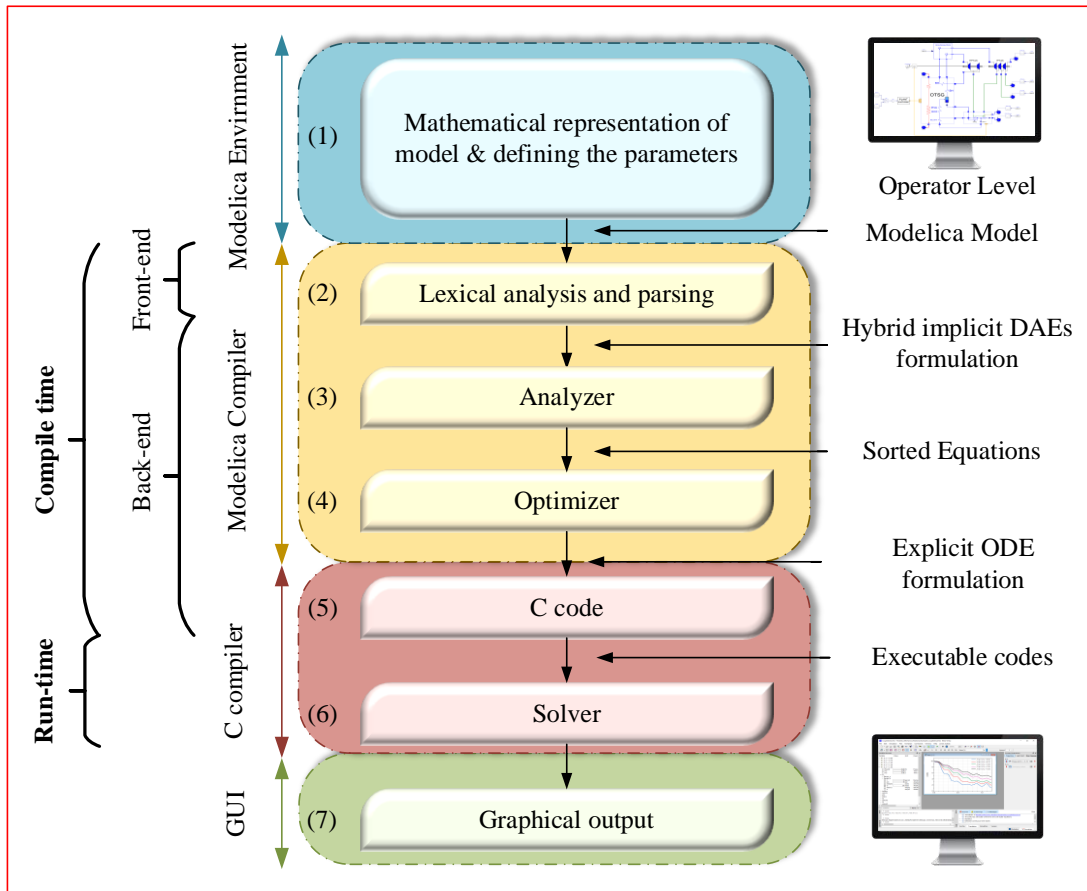 Modelica Envirnment
(1)
Mathematical representation of
model & defining the parameters
OTSG
Operator Level
Modelica Model
Compile time
Front-end
Back-end
Modelica Compiler
(2)
Lexical analysis and parsing
Hybrid implicit DAEs
formulation
(3)
Analyzer
Sorted Equations
(4)
Optimizer
Explicit ODE
formulation
Run-time
C compiler
(5)
C code
Executable codes
(6)
Solver
GUI
(7)
Graphical output